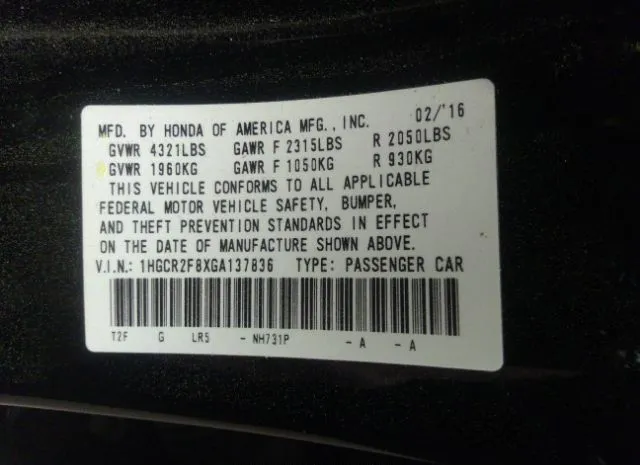 MFD. BY HONDA OF AMERICA MFG., INC. 02/'16
GVWR 4321LBS GAWR F 2315LBS R 2050LBS
GVWR 1960KG GAWR F 1050KG R 930KG
THIS VEHICLE CONFORMS TO ALL APPLICABLE
FEDERAL MOTOR VEHICLE SAFETY, BUMPER,
AND THEFT PREVENTION STANDARDS IN EFFECT
ON THE DATE OF MANUFACTURE SHOWN ABOVE.
V.I.N.: 1HGCR2F8XGA137836 TYPE: PASSENGER CAR
T2F G LR5 - NH731P - A - A